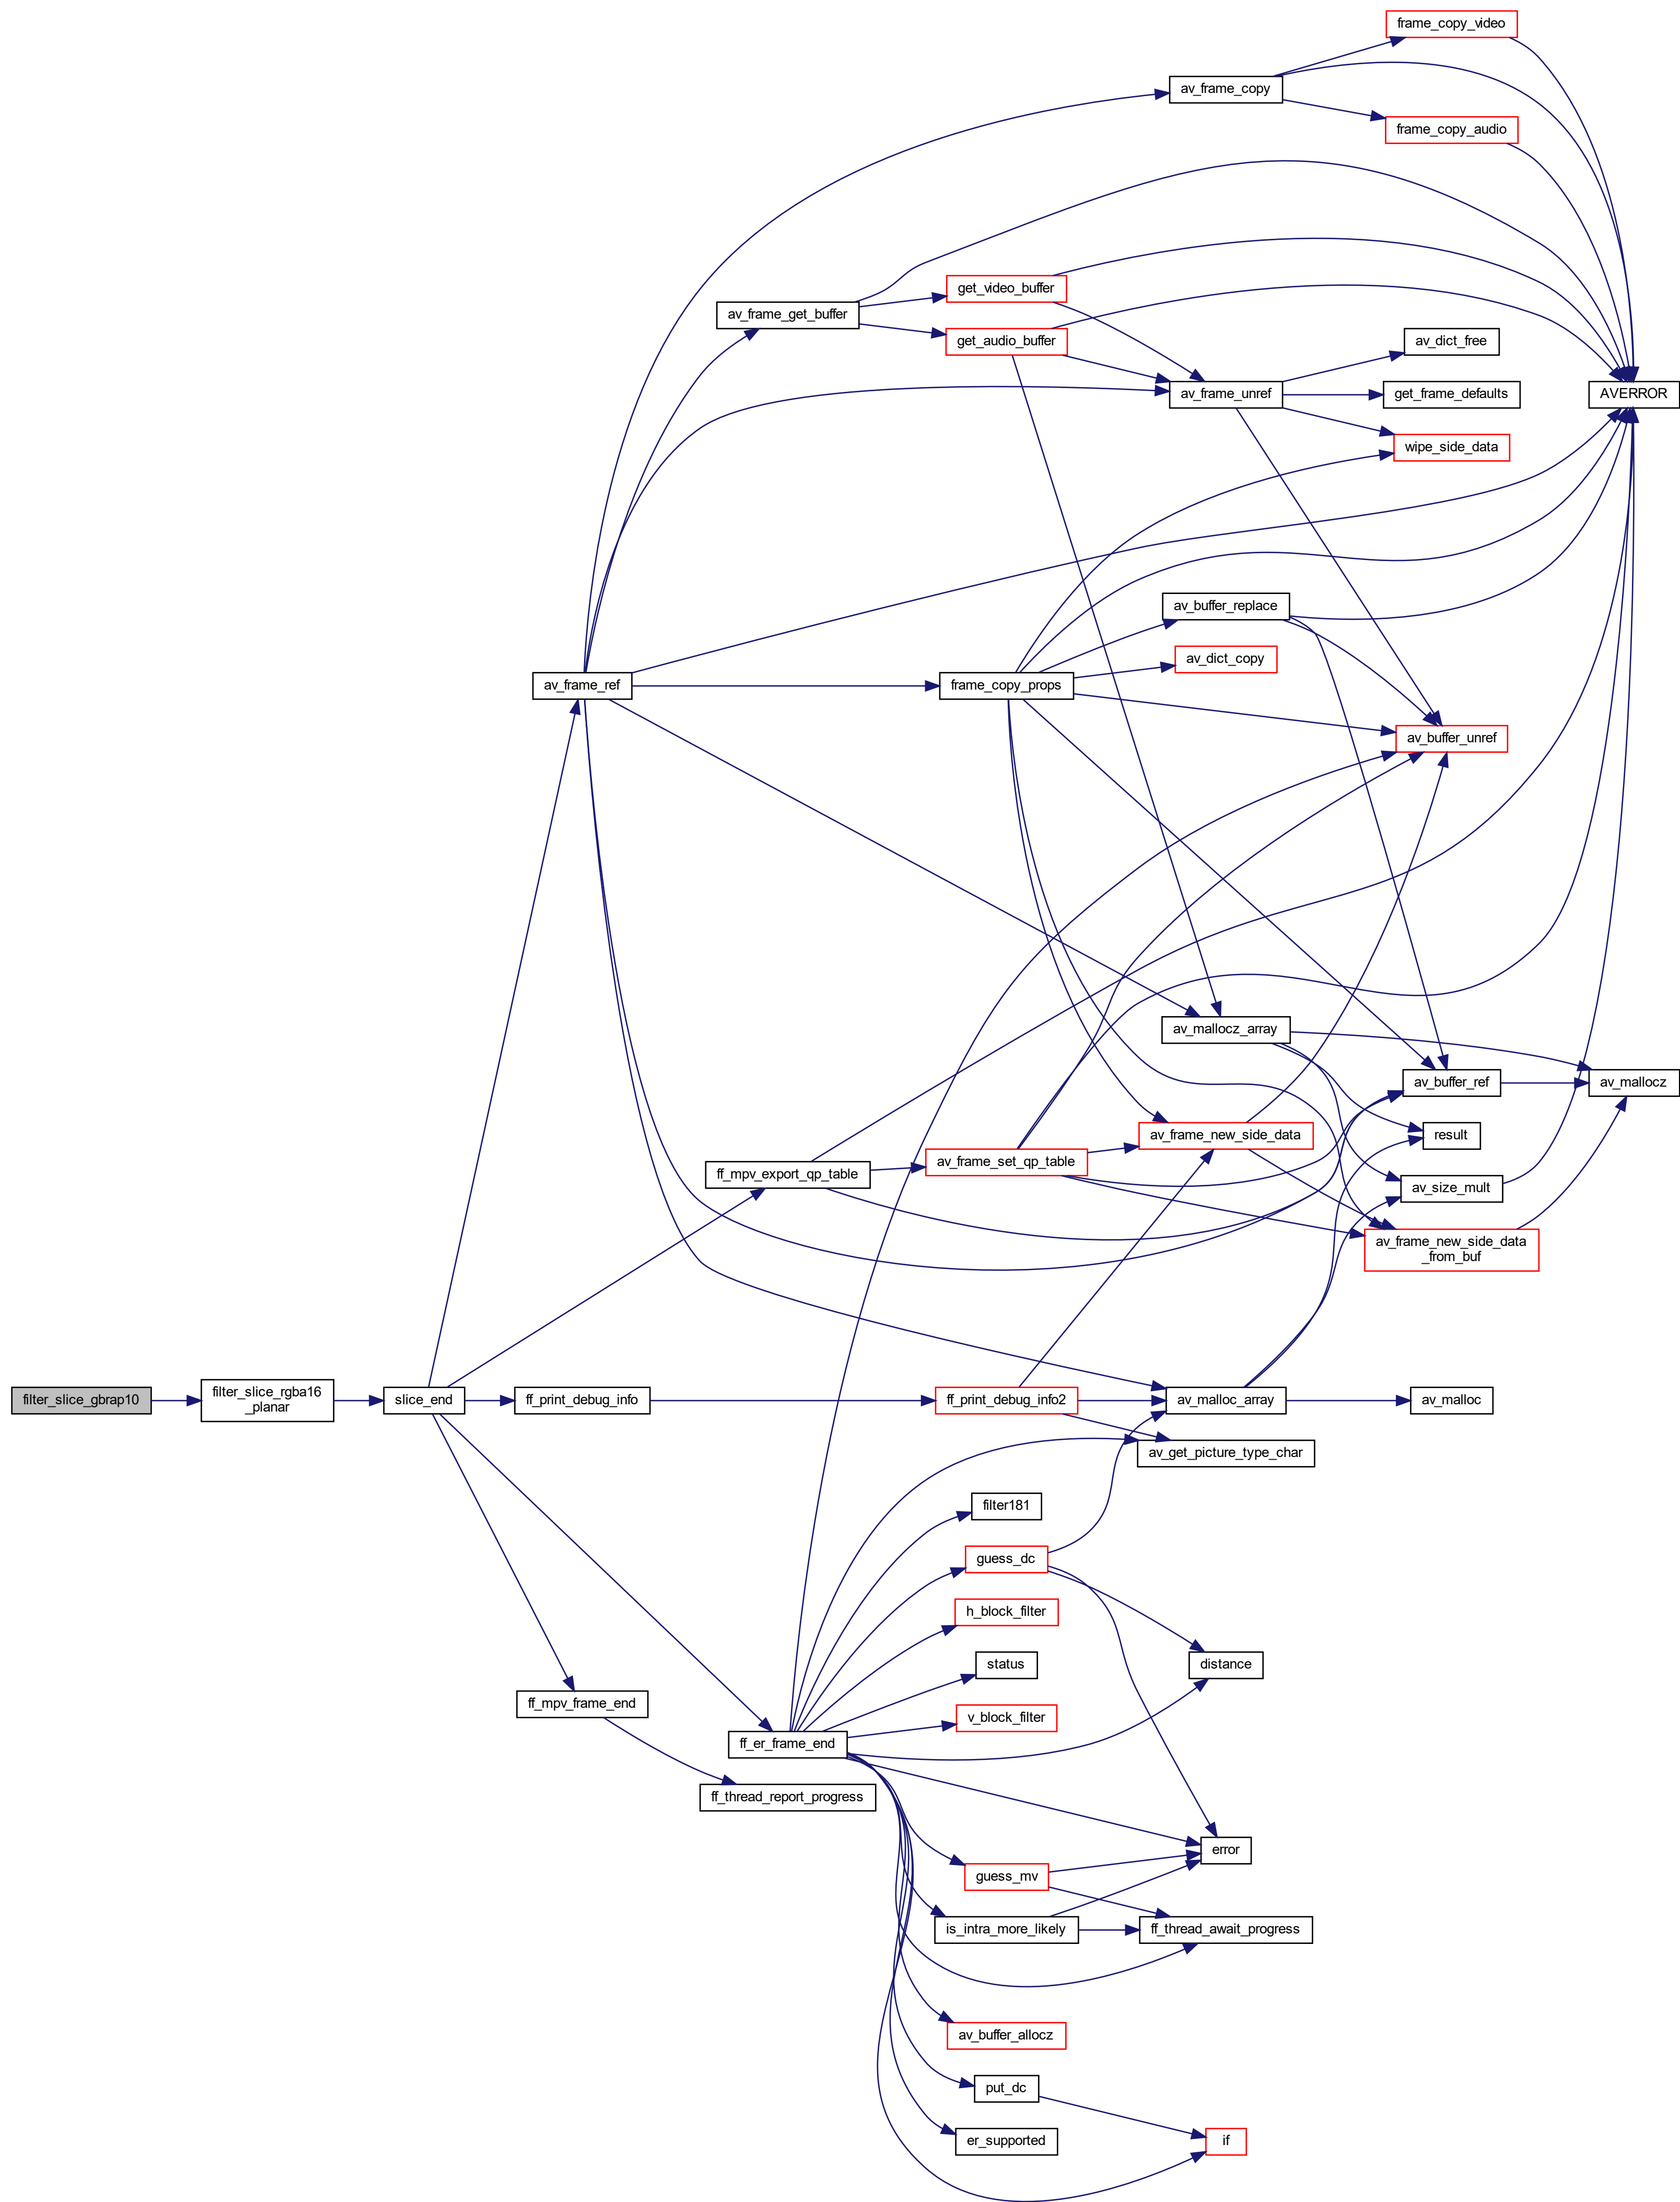 frame_copy_video
av_frame_copy
frame_copy_audio
get_video_buffer
av_frame_get_buffer
get_audio_buffer
av_dict_free
av_frame_unref
get_frame_defaults
AVERROR
wipe_side_data
av_buffer_replace
av_dict_copy
av_frame_ref
frame_copy_props
av_buffer_unref
av_mallocz_array
av_buffer_ref
av_mallocz
av_frame_new_side_data
result
av_frame_set_qp_table
ff_mpv_export_qp_table
av_size_mult
av_frame_new_side_data
_from_buf
filter_slice_gbrap10
filter_slice_rgba16
_planar
slice_end
ff_print_debug_info
ff_print_debug_info2
av_malloc_array
av_malloc
av_get_picture_type_char
filter181
guess_dc
h_block_filter
status
distance
ff_mpv_frame_end
v_block_filter
ff_er_frame_end
ff_thread_report_progress
error
guess_mv
is_intra_more_likely
ff_thread_await_progress
av_buffer_allocz
put_dc
er_supported
if